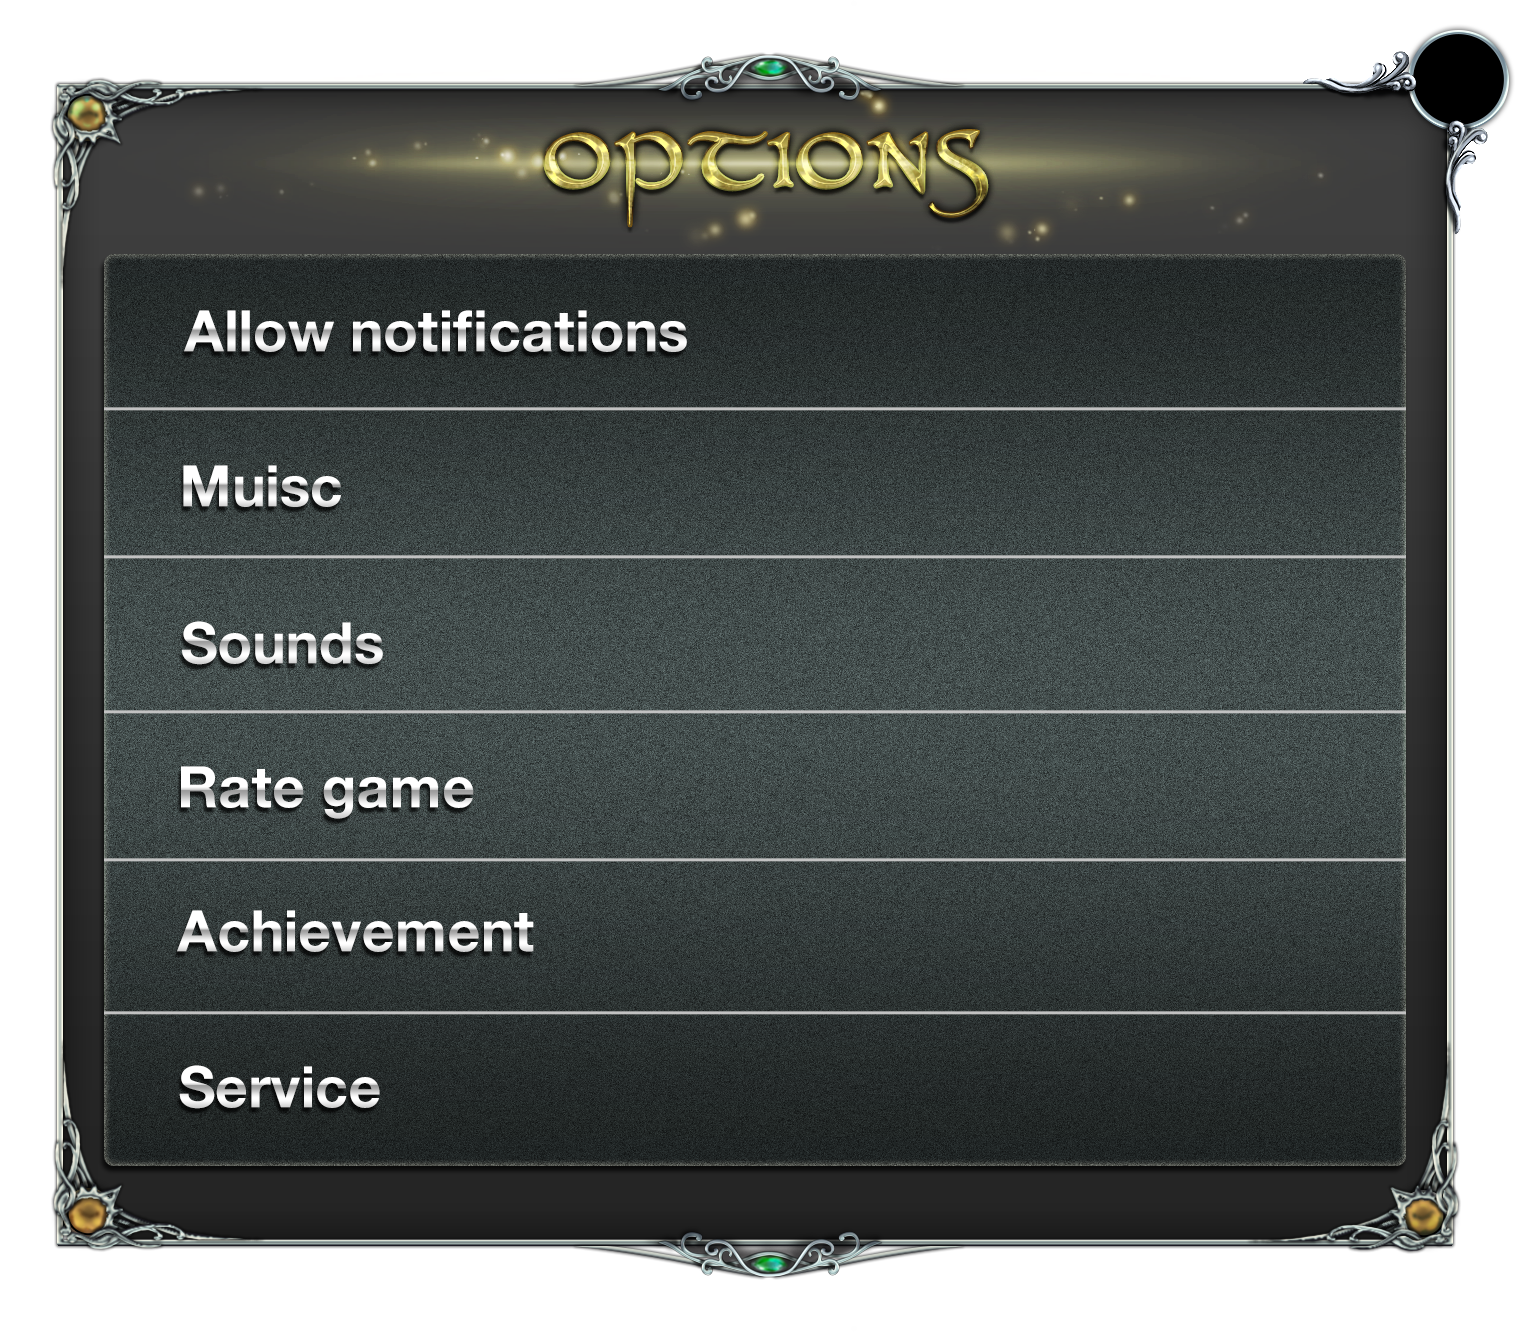 OPTIONS
Allow notifications
Muisc
Sounds
Rate game
Achievement
Service